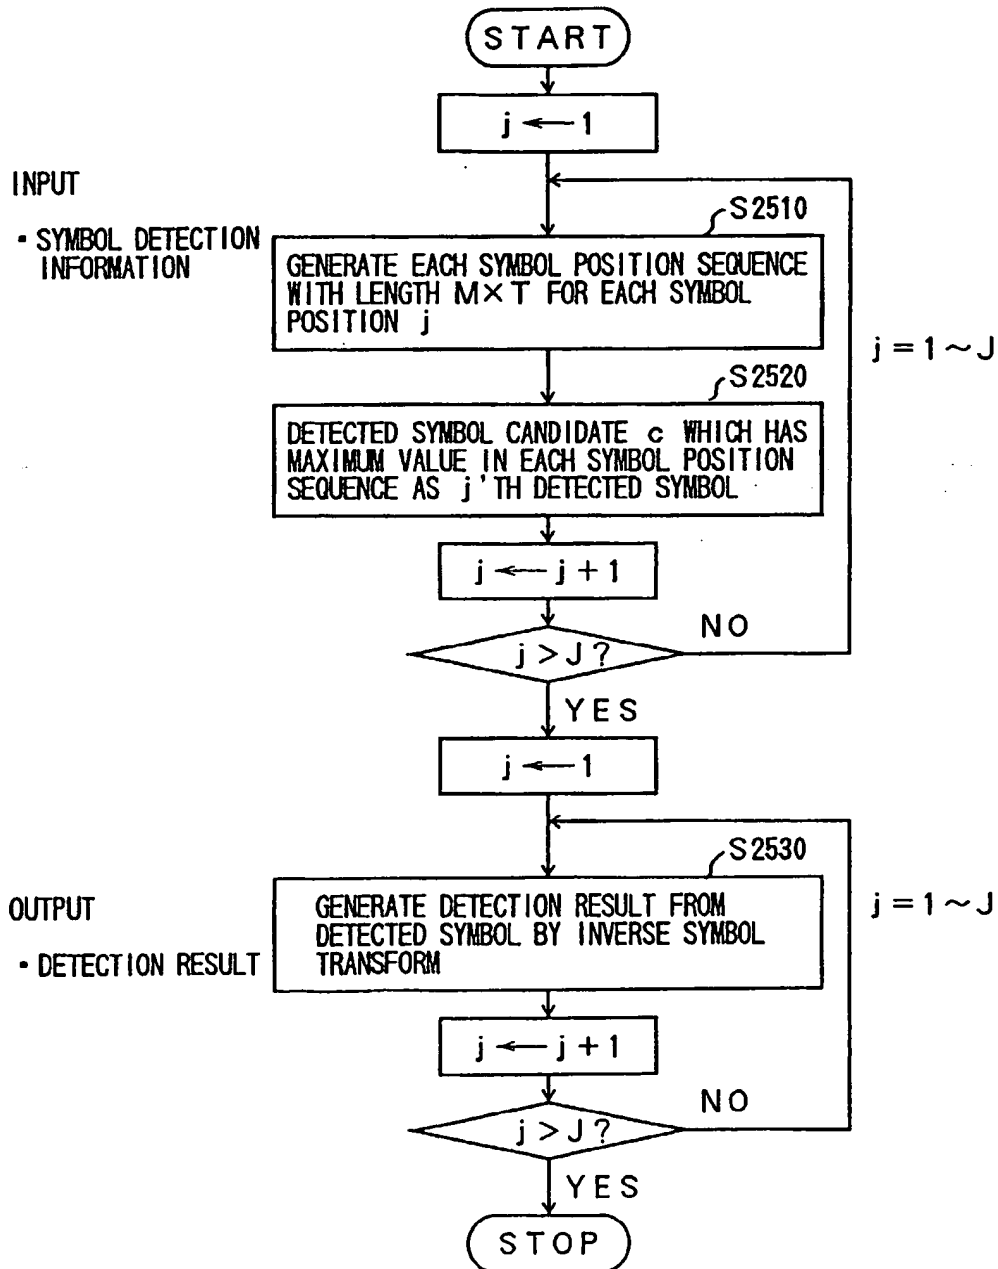 START
j ← 1
INPUT
・SYMBOL DETECTION
INFORMATION
S2510
GENERATE EACH SYMBOL POSITION SEQUENCE
WITH LENGTH M×T FOR EACH SYMBOL
POSITION j
j = 1 ~ J
S2520
DETECTED SYMBOL CANDIDATE c WHICH HAS
MAXIMUM VALUE IN EACH SYMBOL POSITION
SEQUENCE AS j'TH DETECTED SYMBOL
j ← j + 1
j > J ?
NO
YES
j ← 1
S2530
OUTPUT
・DETECTION RESULT
GENERATE DETECTION RESULT FROM
DETECTED SYMBOL BY INVERSE SYMBOL
TRANSFORM
j = 1 ~ J
j ← j + 1
j > J ?
NO
YES
STOP